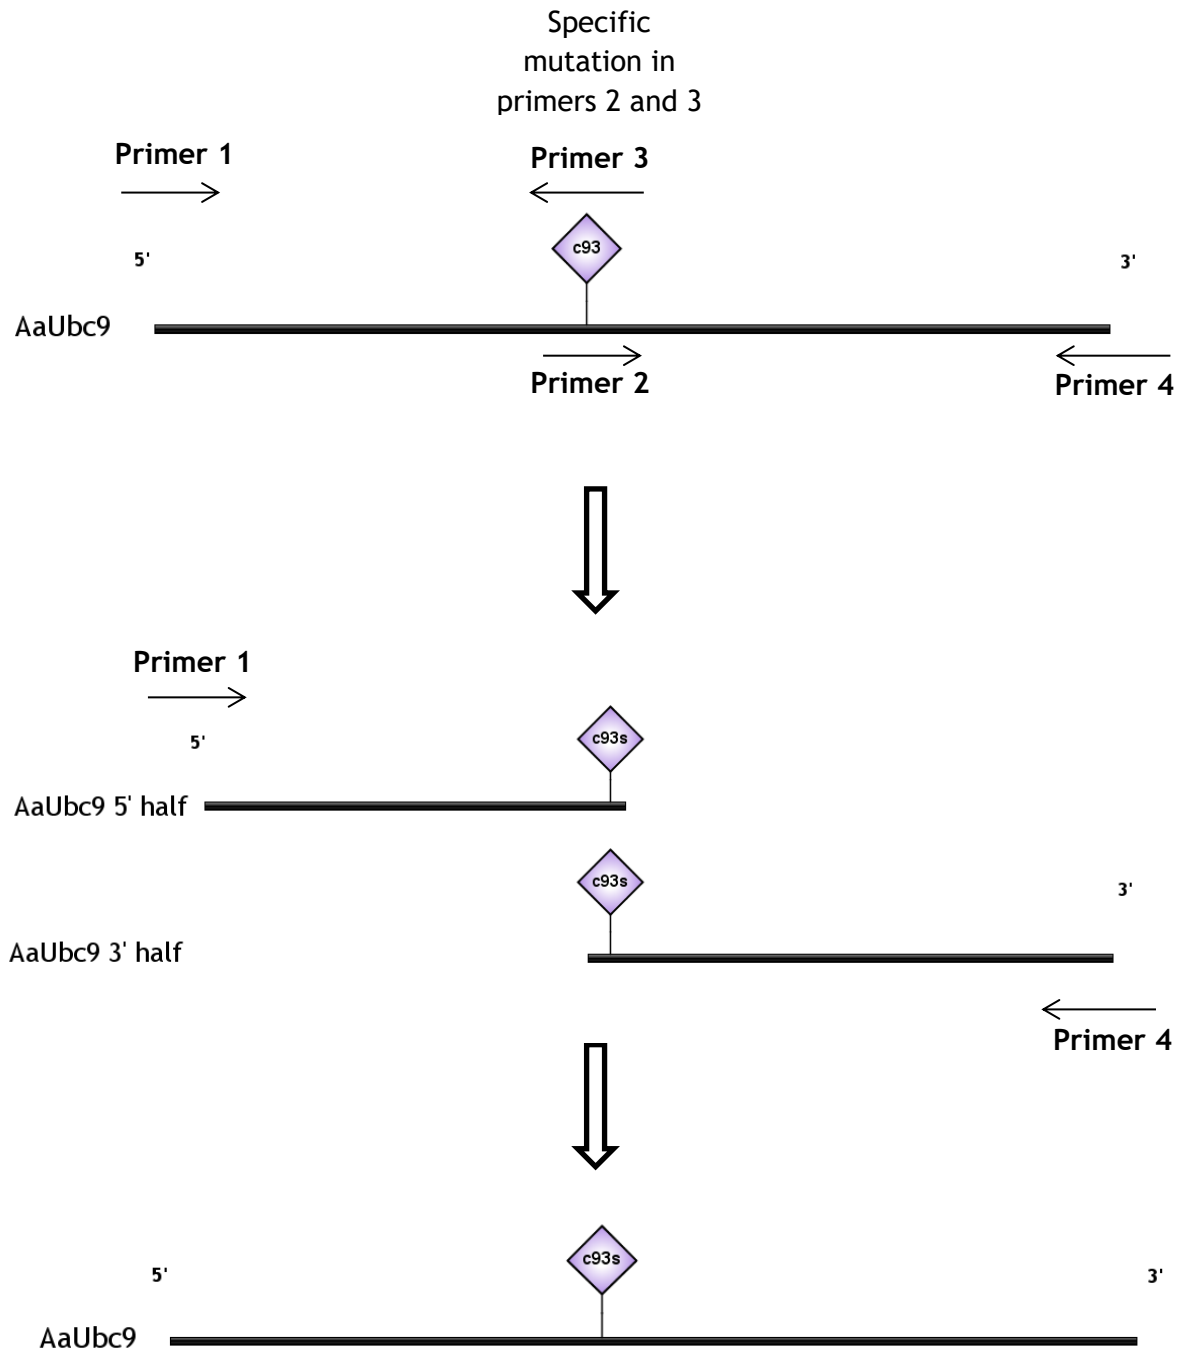 Specific
mutation in
primers 2 and 3
Primer 1
Primer 3
c93
5'
3'
AaUbc9
Primer 2
Primer 4
Primer 1
5'
c93s
AaUbc9 5' half
c93s
3'
AaUbc9 3' half
Primer 4
c93s
5'
3'
AaUbc9